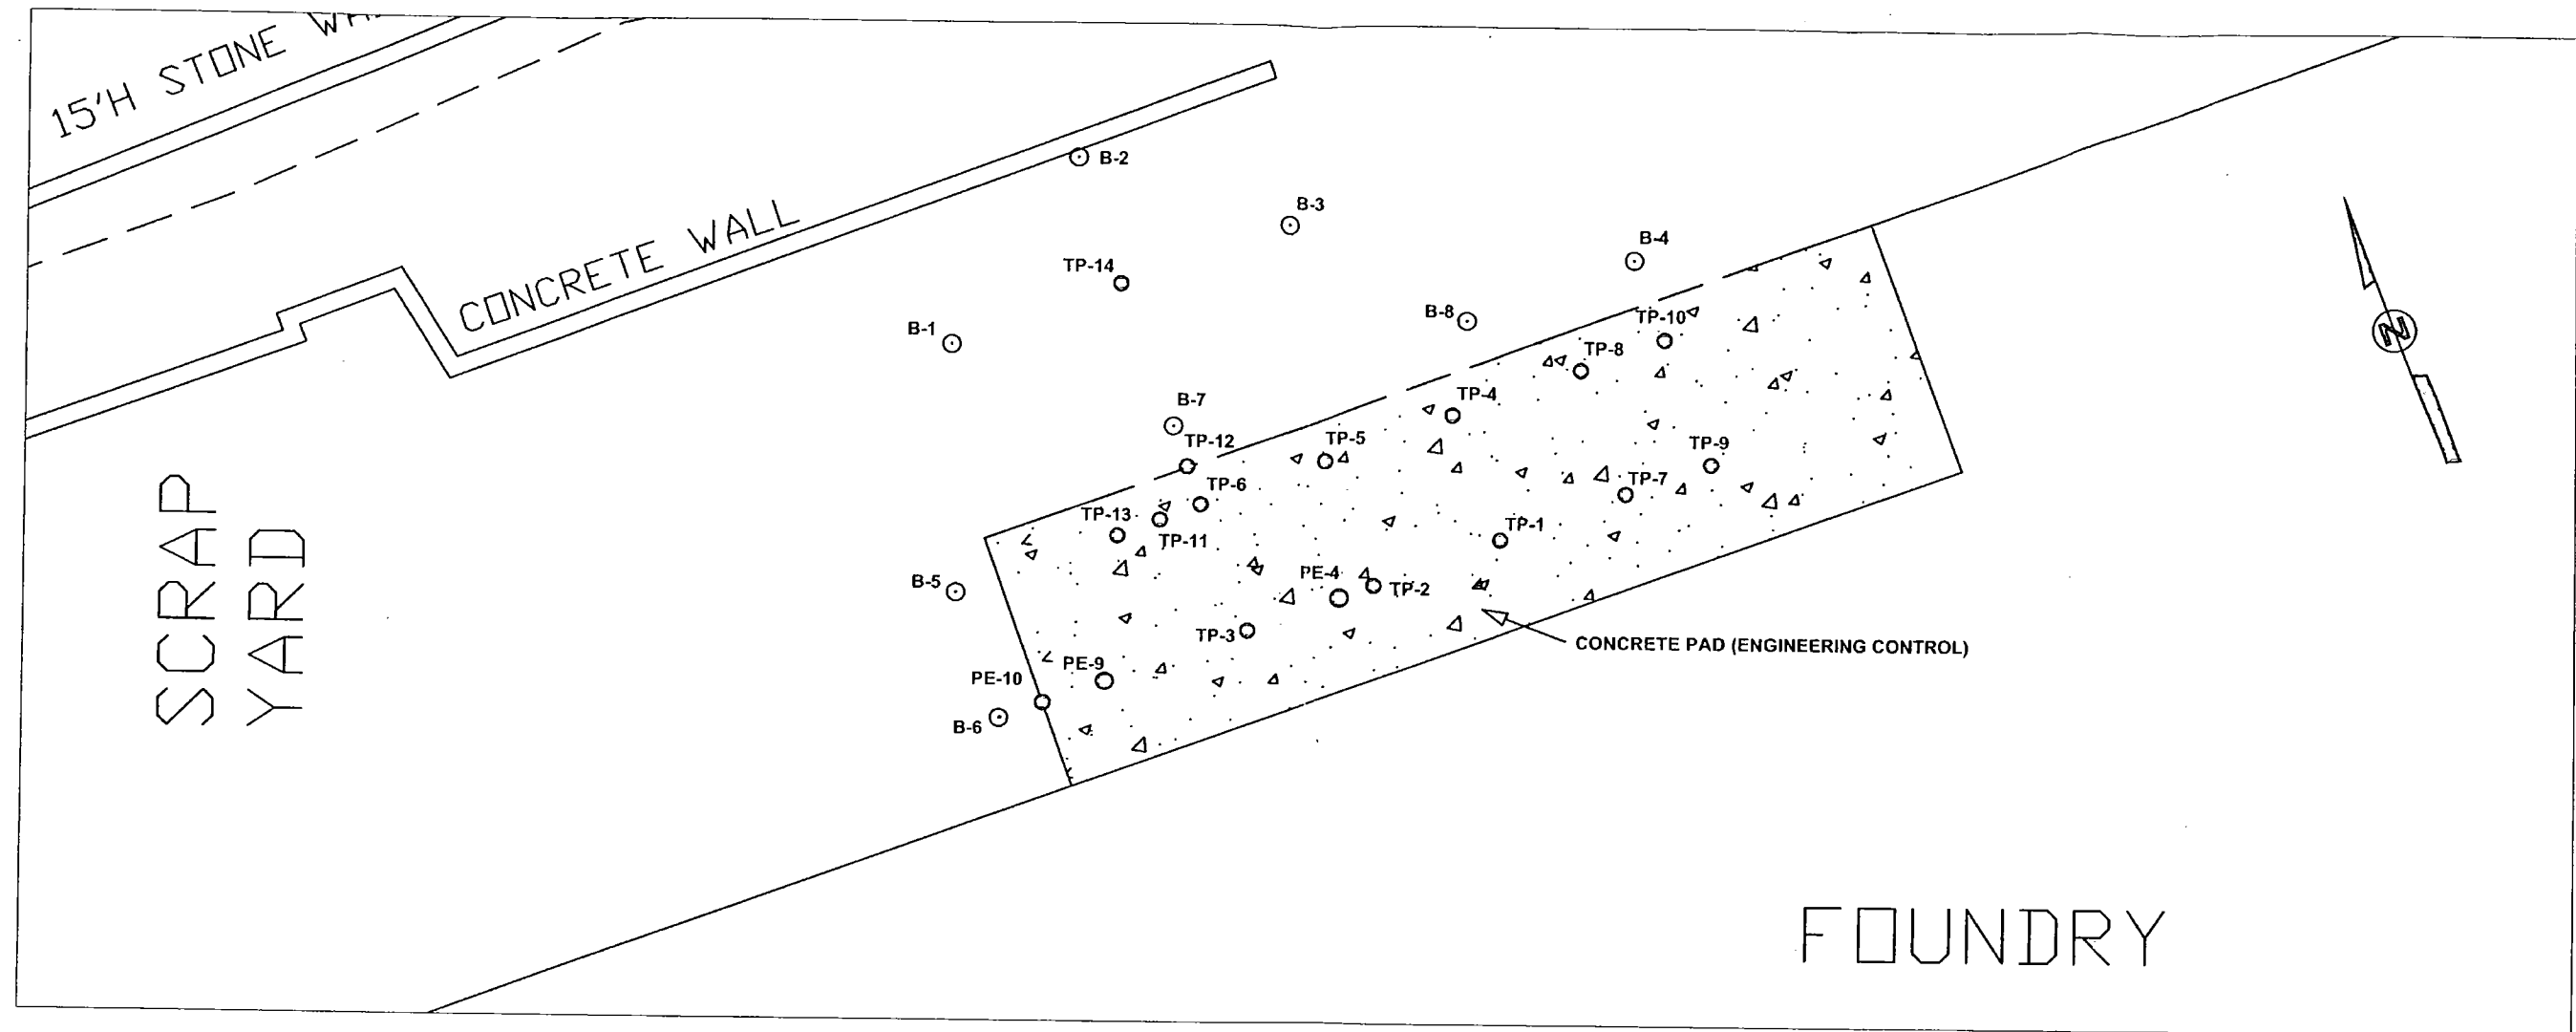 15'H STONE
B-2
B-3
CONCRETE WALL
B-4
TP-14
B-8
TP-10
B-1
TP-8
TP-4
B-7
TP-12
TP-5
TP-9
TP-6
TP-7
TP-13
TP-11
TP-1
SCRAP
YARD
N
B-5
PE-4
TP-2
TP-3
CONCRETE PAD (ENGINEERING CONTROL)
PE-9
PE-10
B-6
FOUNDRY